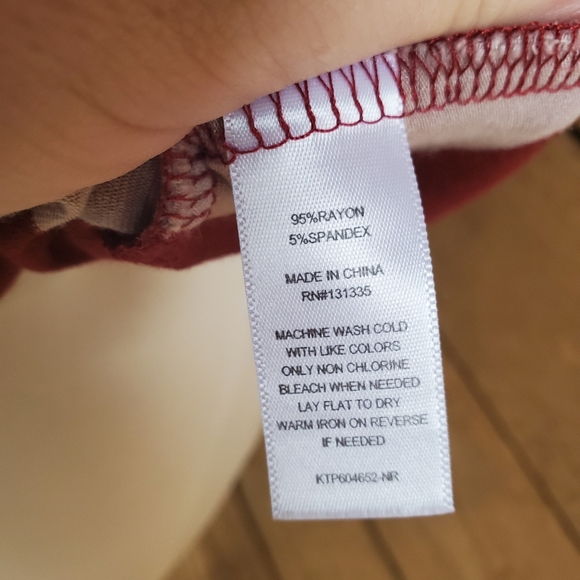 95%RAYON
5%SPANDEX
MADE IN CHINA
RN#131335
MACHINE WASH COLD
WITH LIKE COLORS
ONLY NON CHLORINE
BLEACH WHEN NEEDED
LAY FLAT TO DRY
WARM IRON ON REVERSE
IF NEEDED
KTP604652-NR